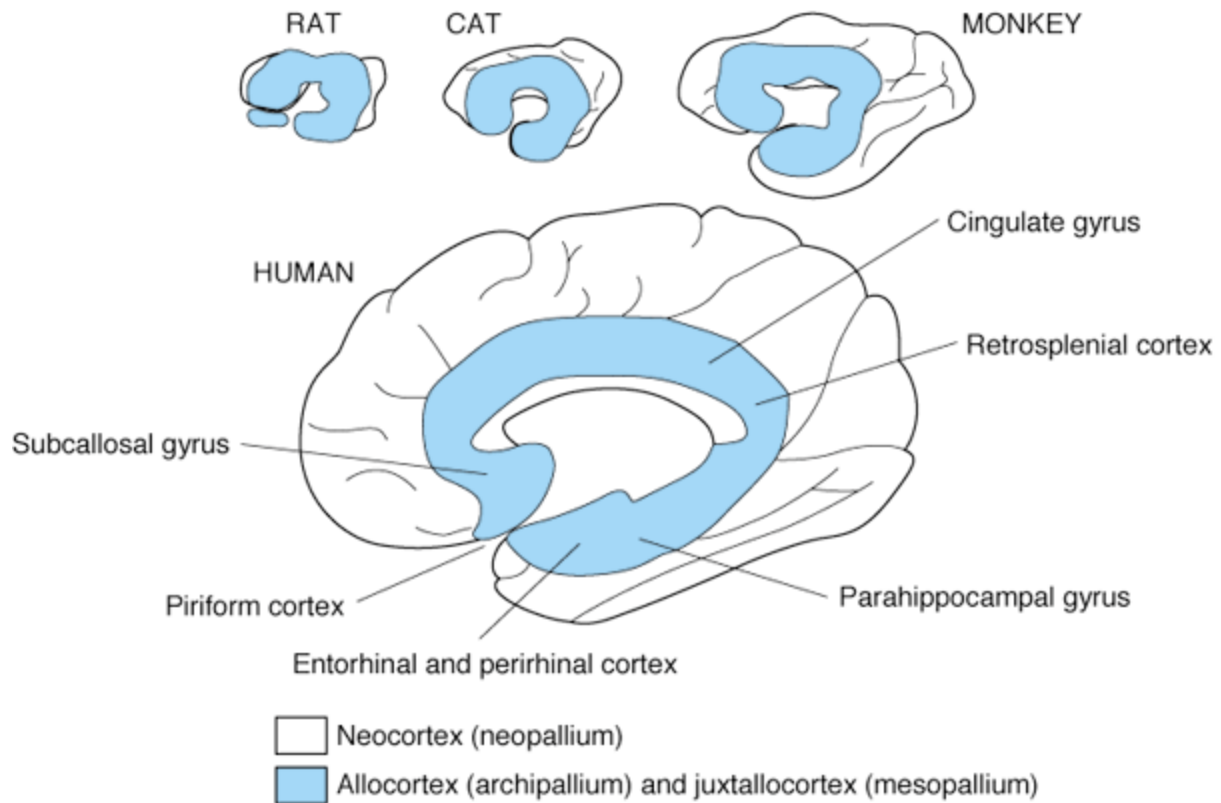 RAT
CAT
MONKEY
Cingulate gyrus
HUMAN
Retrosplenial cortex
Subcallosal gyrus
Piriform cortex
Parahippocampal gyrus
Entorhinal and perirhinal cortex
Neocortex (neopallium)
Allocortex (archipallium) and juxtallocortex (mesopallium)